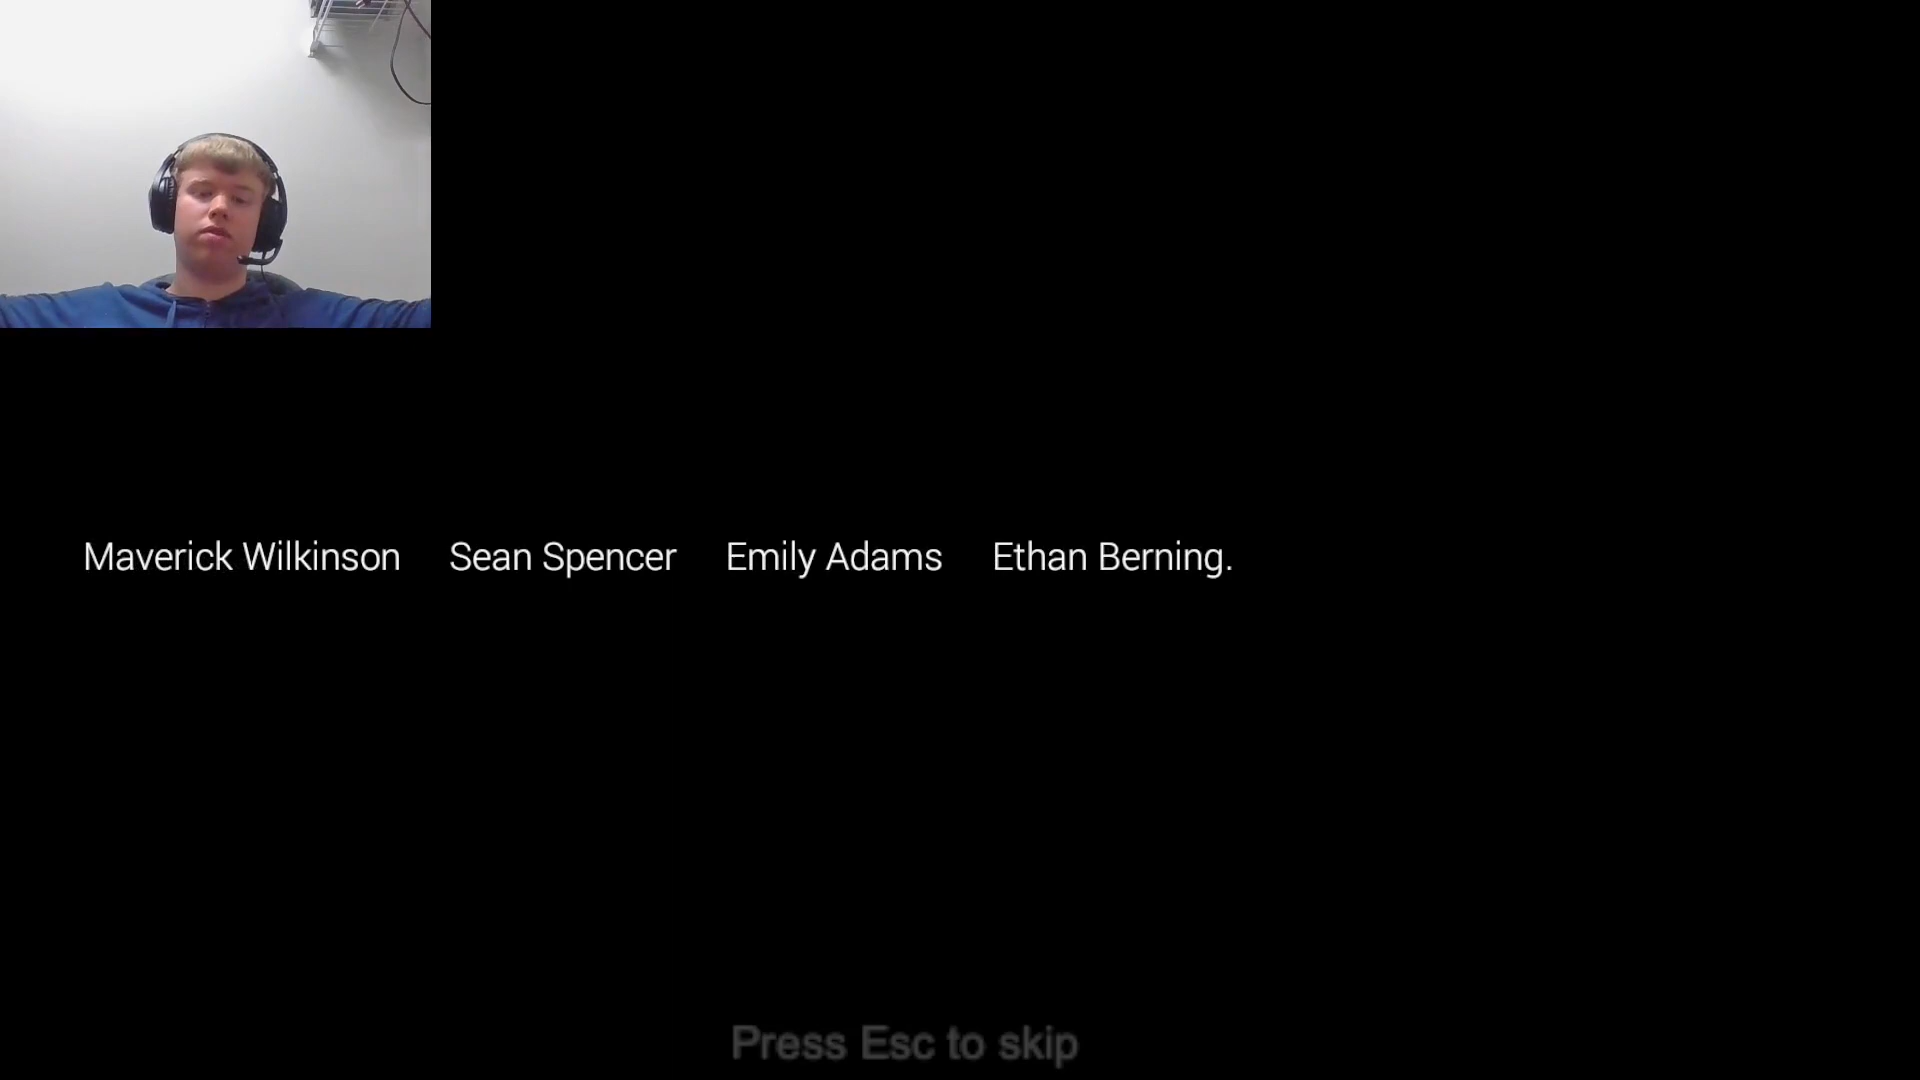 Maverick Wilkinson Sean Spencer Emily Adams Ethan Berning.
Press Esc to skip